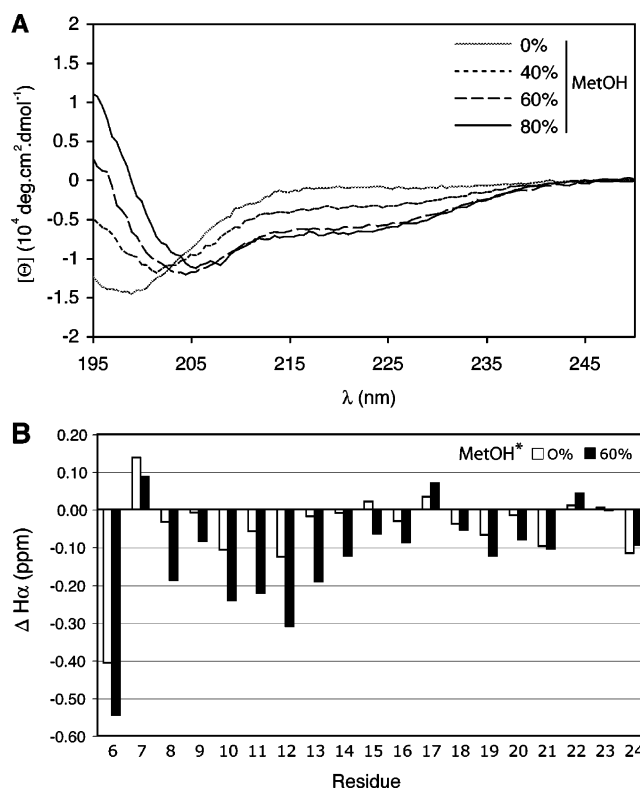 A
2
1.5
1
0.5
0
-0.5
-1
-1.5
-2
[Θ] (10⁴ deg.cm².dmol⁻¹)
0%
40%
60%
80%
MetOH
195 205 215 225 235 245
λ (nm)
B
0.20
0.10
0.00
-0.10
-0.20
-0.30
-0.40
-0.50
-0.60
Δ Hα (ppm)
MetOH* 0% 60%
6 7 8 9 10 11 12 13 14 15 16 17 18 19 20 21 22 23 24
Residue